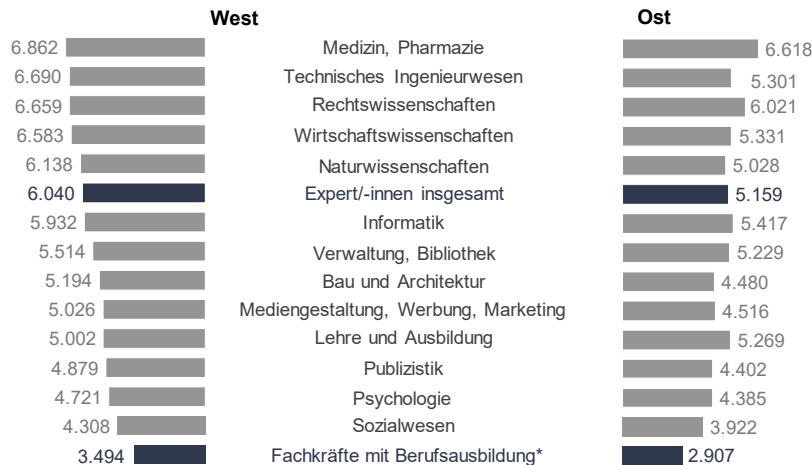 West Ost
6.862 Medizin, Pharmazie 6.618
6.690 Technisches Ingenieurwesen 5.301
6.659 Rechtswissenschaften 6.021
6.583 Wirtschaftswissenschaften 5.331
6.138 Naturwissenschaften 5.028
6.040 Expert/-innen insgesamt 5.159
5.932 Informatik 5.417
5.514 Verwaltung, Bibliothek 5.229
5.194 Bau und Architektur 4.480
5.026 Mediengestaltung, Werbung, Marketing 4.516
5.002 Lehre und Ausbildung 5.269
4.879 Publizistik 4.402
4.721 Psychologie 4.385
4.308 Sozialwesen 3.922
3.494 Fachkräfte mit Berufsausbildung* 2.907